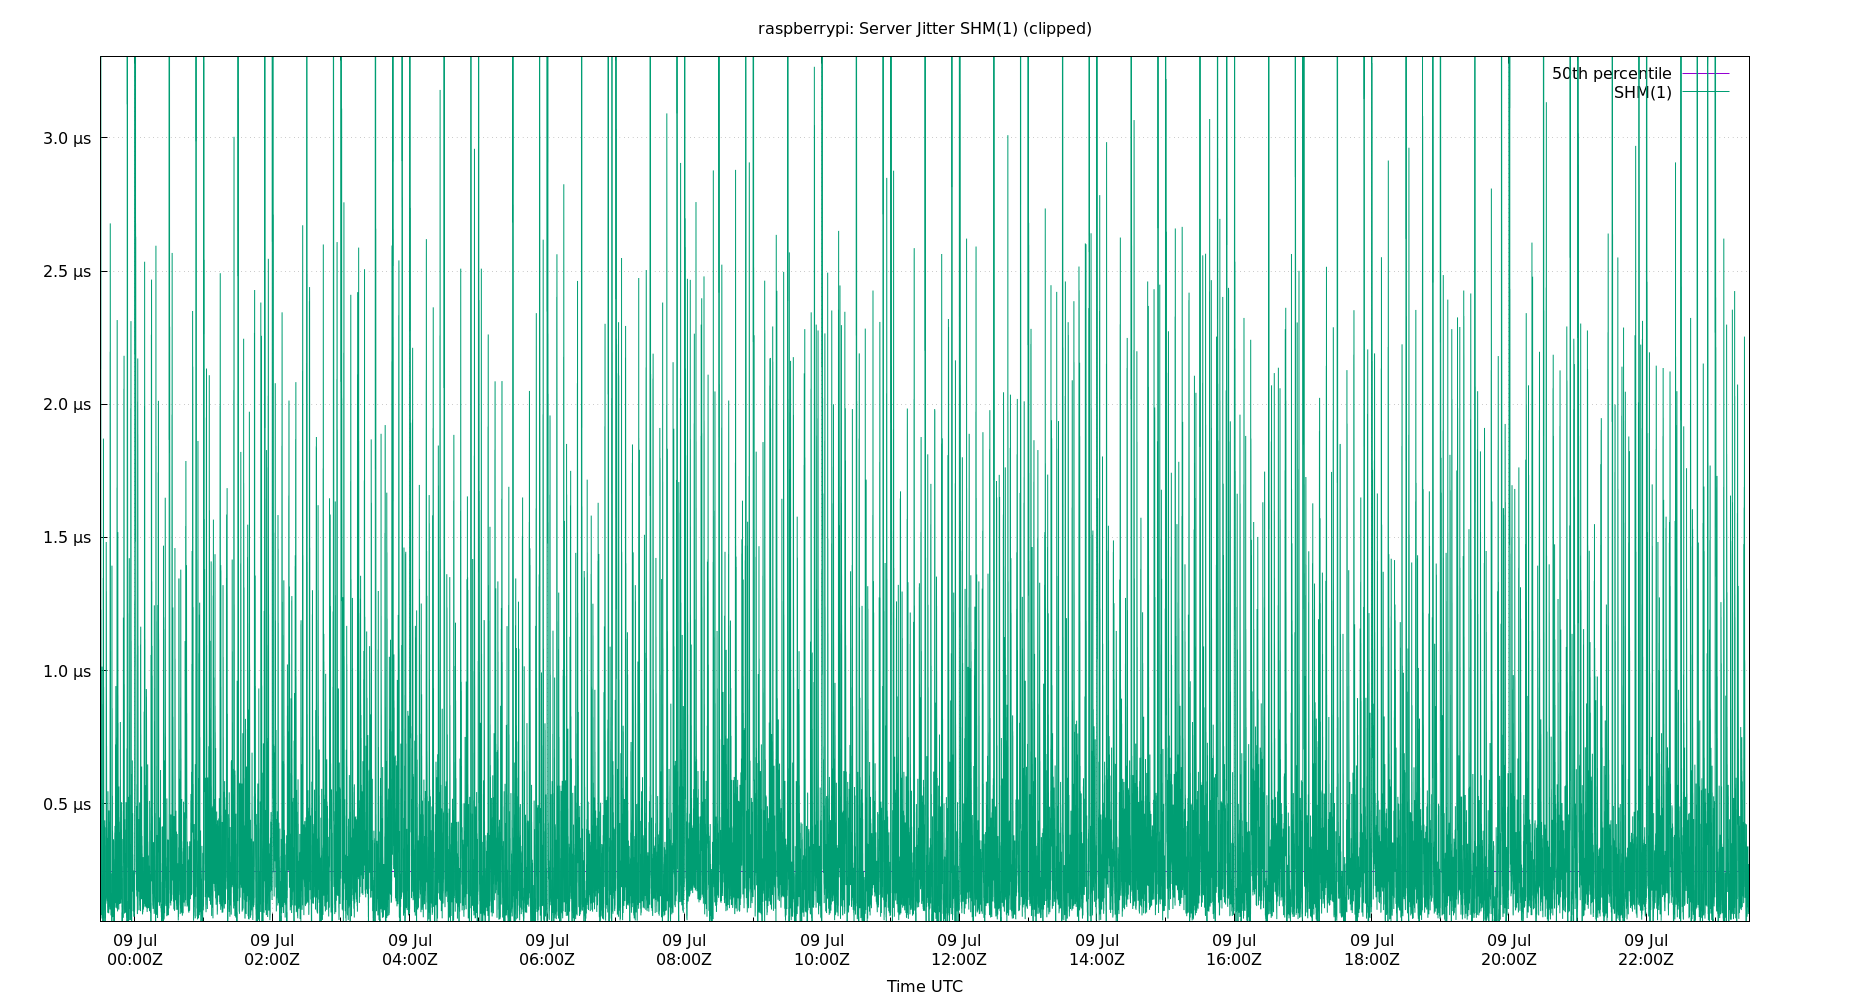 raspberrypi: Server Jitter SHM(1) (clipped)
50th percentile
SHM(1)
3.0 µs
2.5 µs
2.0 µs
1.5 µs
1.0 µs
0.5 µs
09 Jul 09 Jul 09 Jul 09 Jul 09 Jul 09 Jul 09 Jul 09 Jul 09 Jul 09 Jul 09 Jul 09 Jul
00:00Z 02:00Z 04:00Z 06:00Z 08:00Z 10:00Z 12:00Z 14:00Z 16:00Z 18:00Z 20:00Z 22:00Z
Time UTC